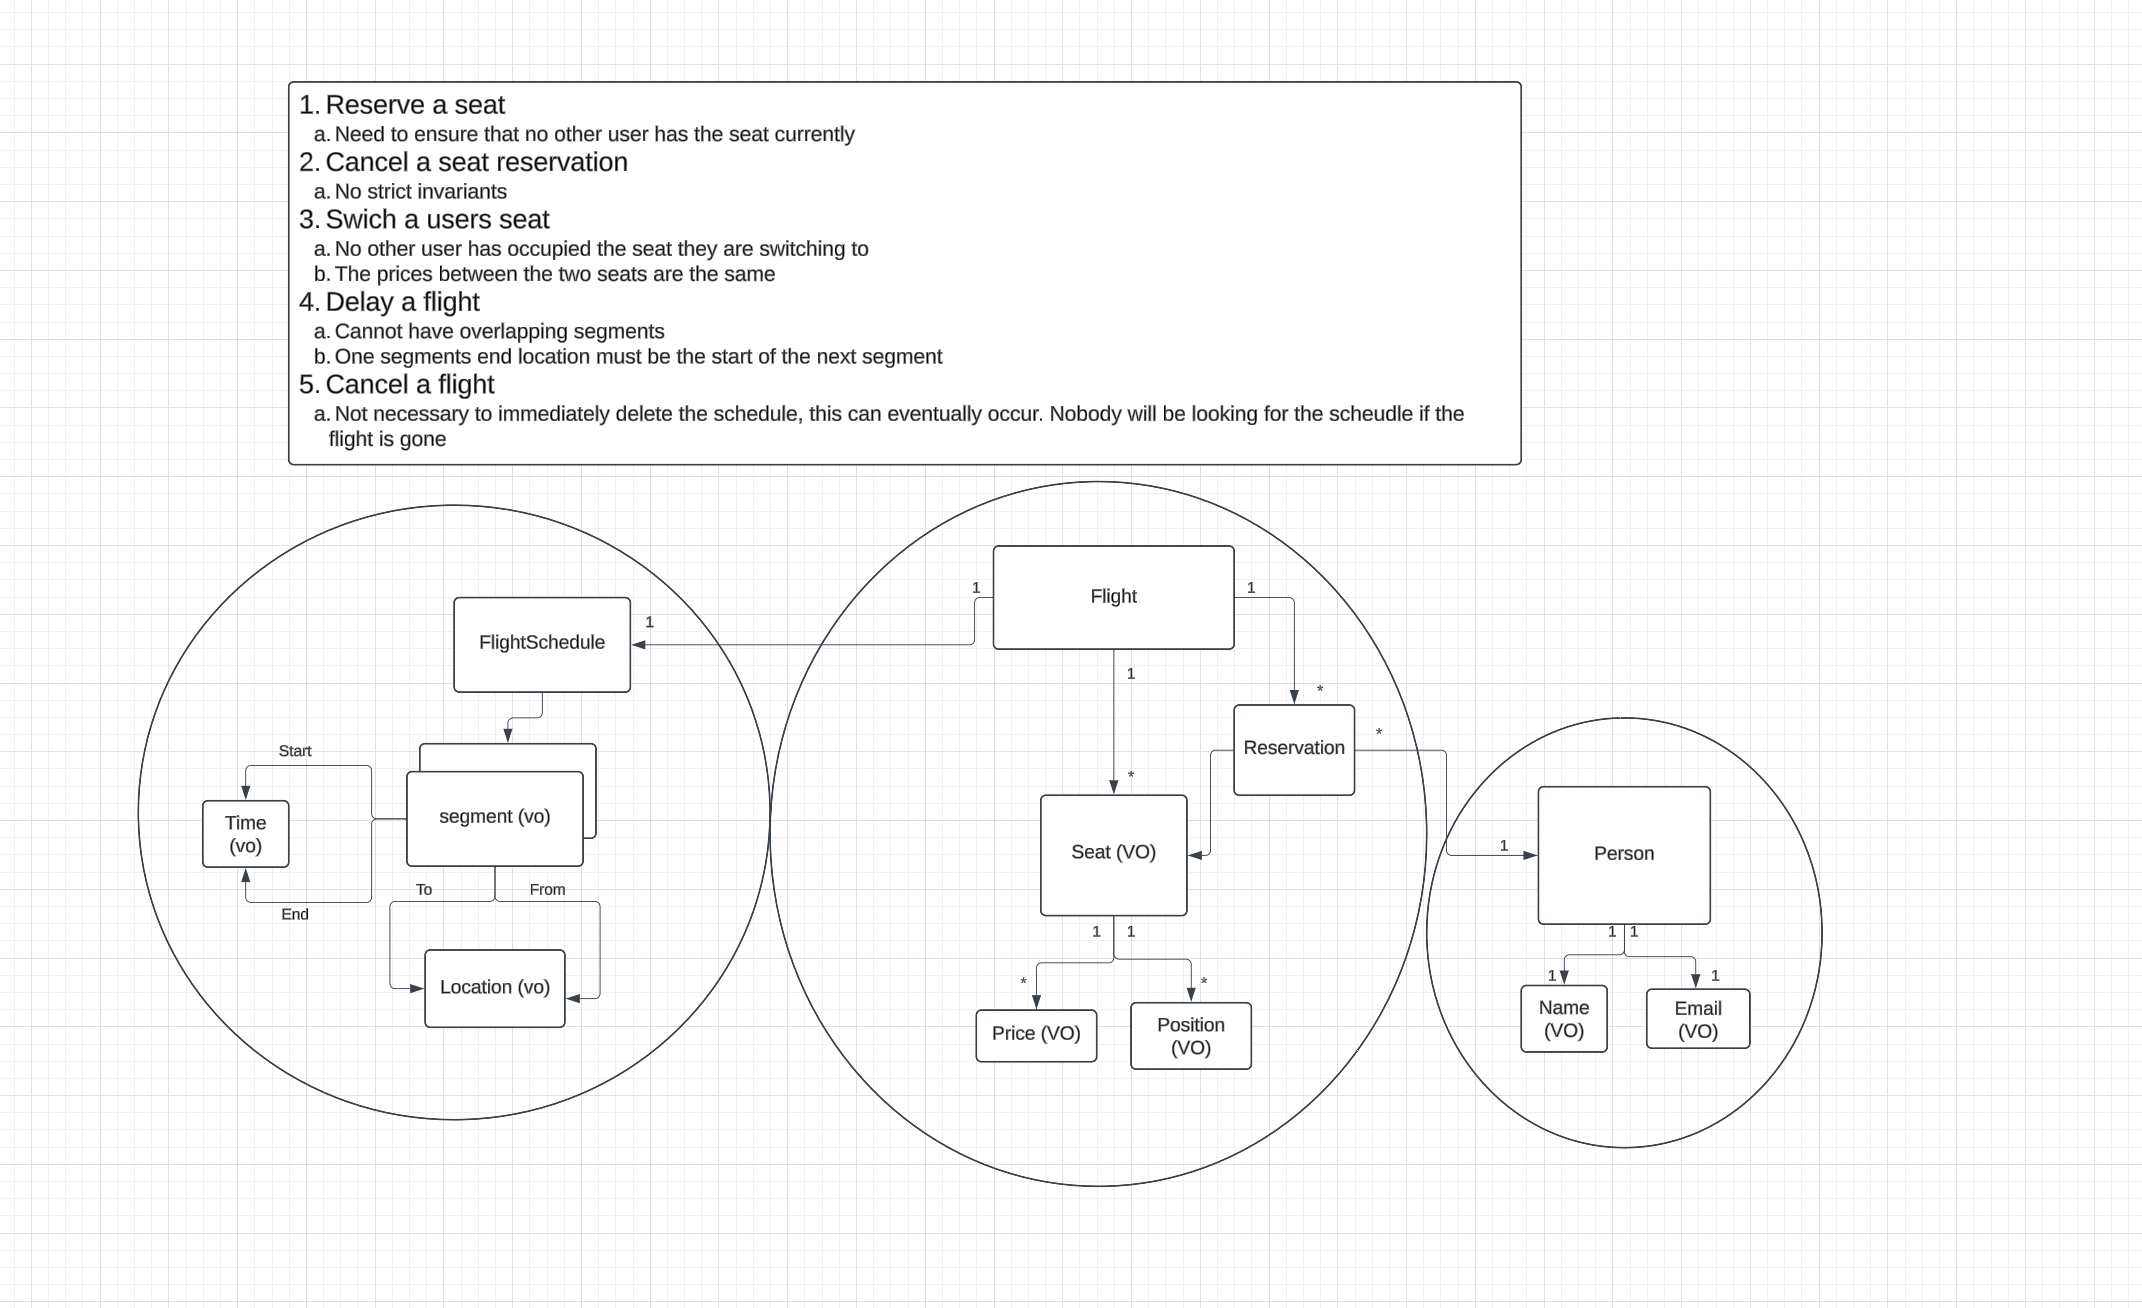 1. Reserve a seat
a. Need to ensure that no other user has the seat currently
2. Cancel a seat reservation
a. No strict invariants
3. Swich a users seat
a. No other user has occupied the seat they are switching to
b. The prices between the two seats are the same
4. Delay a flight
a. Cannot have overlapping segments
b. One segments end location must be the start of the next segment
5. Cancel a flight
a. Not necessary to immediately delete the schedule, this can eventually occur. Nobody will be looking for the scheudle if the
flight is gone
FlightSchedule
1
segment (vo)
Start
Time
(vo)
End
To
From
Location (vo)
1
Flight
1
1
*
Reservation
*
*
Seat (VO)
1
1
*
*
Price (VO)
Position
(VO)
1
Person
1
1
1
1
Name
(VO)
Email
(VO)